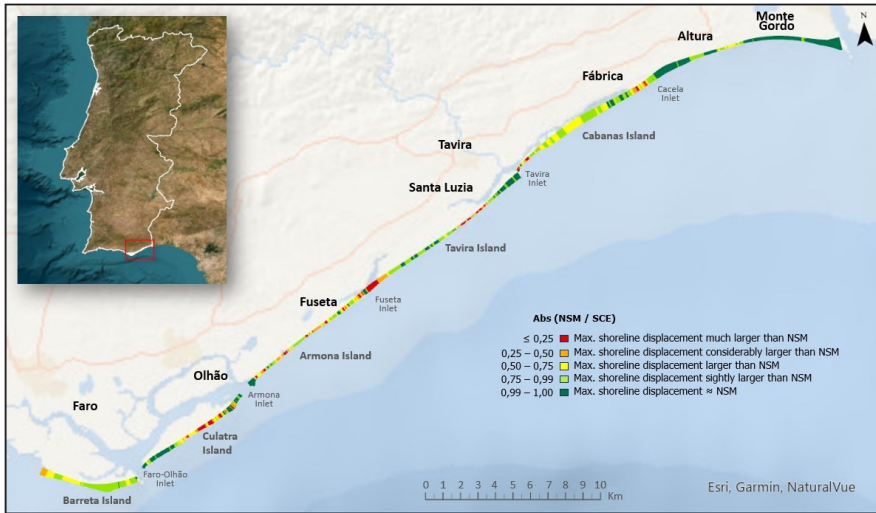 N
Monte
Gordo
Altura
Fábrica
Cacela
Inlet
Cabanas Island
Tavira
Tavira
Inlet
Santa Luzia
Tavira Island
Fuseta
Fuseta
Inlet
Armona Island
Olhão
Armona
Inlet
Faro
Culatra
Island
Faro-Olhão
Inlet
Barreta Island
Abs (NSM / SCE)
≤ 0,25 Max. shoreline displacement much larger than NSM
0,25 – 0,50 Max. shoreline displacement considerably larger than NSM
0,50 – 0,75 Max. shoreline displacement larger than NSM
0,75 – 0,99 Max. shoreline displacement sightly larger than NSM
0,99 – 1,00 Max. shoreline displacement ≈ NSM
0 1 2 3 4 5 6 7 8 9 10
Km
Esri, Garmin, NaturalVue